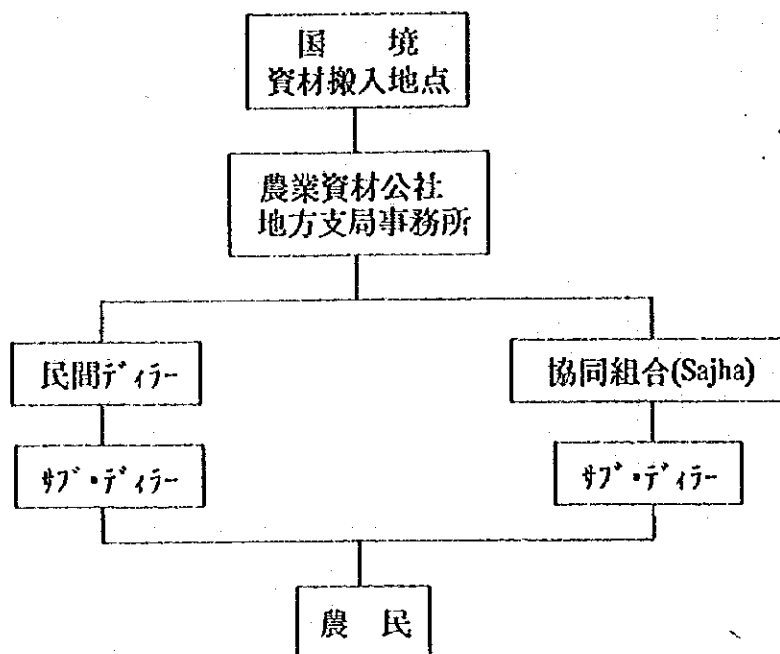 国 境
資材搬入地点
農業資材公社
地方支局事務所
民間ディラー
協同組合(Sajha)
サブ・ディラー
サブ・ディラー
農 民